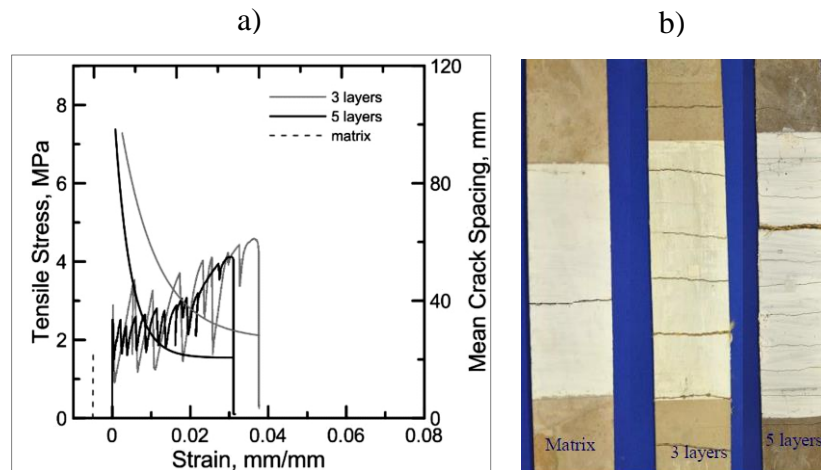 a)
b)
Tensile Stress, MPa
8
6
4
2
0
3 layers
5 layers
matrix
120
80
40
0
Mean Crack Spacing, mm
0
0.02
0.04
0.06
0.08
Strain, mm/mm
Matrix
3 layers
5 layers